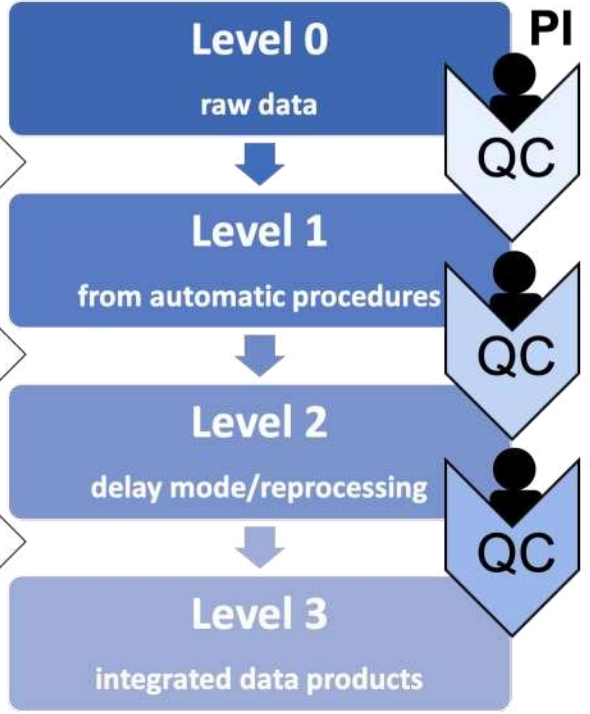 PI
Level 0
raw data
QC
Level 1
from automatic procedures
QC
Level 2
delay mode/reprocessing
QC
Level 3
integrated data products